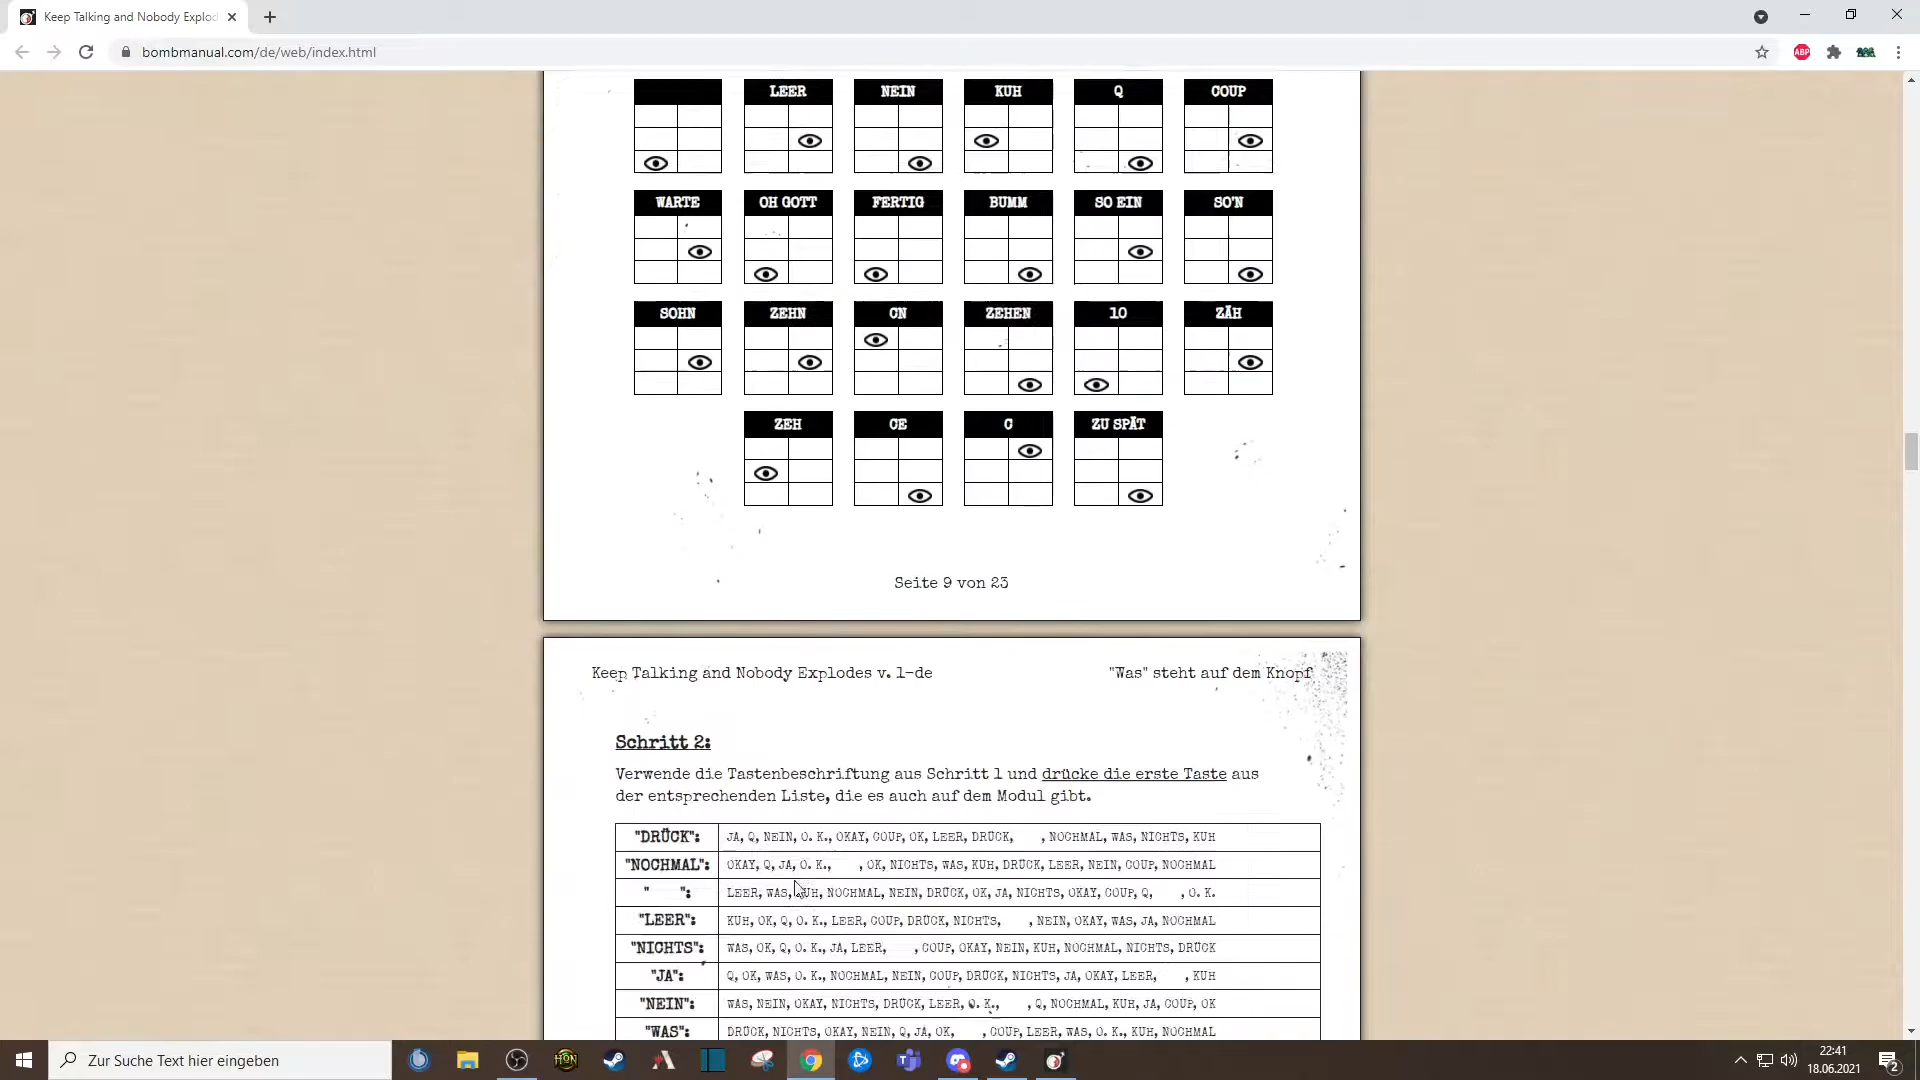 Keep Talking and Nobody Explod
bombmanual.com/de/web/index.html
ABP
LEER NEIN KUH Q COUP
WARTE OH GOTT FERTIG BUMM SO EIN SO'N
SOHN ZEHN CN ZEHEN 10 ZÄH
ZEH CE C ZU SPÄT
Seite 9 von 23
Keep Talking and Nobody Explodes v. 1-de "Was" steht auf dem Knopf
Schritt 2:
Verwende die Tastenbeschriftung aus Schritt 1 und drücke die erste Taste aus
der entsprechenden Liste, die es auch auf dem Modul gibt.
"DRÜCK": JA, Q, NEIN, O. K., OKAY, COUP, OK, LEER, DRÜCK, , NOCHMAL, WAS, NICHTS, KUH
"NOCHMAL": OKAY, Q, JA, O. K., , OK, NICHTS, WAS, KUH, DRÜCK, LEER, NEIN, COUP, NOCHMAL
" ": LEER, WAS, KUH, NOCHMAL, NEIN, DRÜCK, OK, JA, NICHTS, OKAY, COUP, Q, , O. K.
"LEER": KUH, OK, Q, O. K., LEER, COUP, DRÜCK, NICHTS, , NEIN, OKAY, WAS, JA, NOCHMAL
"NICHTS": WAS, OK, Q, O. K., JA, LEER, , COUP, OKAY, NEIN, KUH, NOCHMAL, NICHTS, DRÜCK
"JA": Q, OK, WAS, O. K., NOCHMAL, NEIN, COUP, DRÜCK, NICHTS, JA, OKAY, LEER, , KUH
"NEIN": WAS, NEIN, OKAY, NICHTS, DRÜCK, LEER, O. K., , Q, NOCHMAL, KUH, JA, COUP, OK
"WAS": DRÜCK, NICHTS, OKAY, NEIN, Q, JA, OK, , COUP, LEER, WAS, O. K., KUH, NOCHMAL
Zur Suche Text hier eingeben
HON
22:41
18.06.2021
2